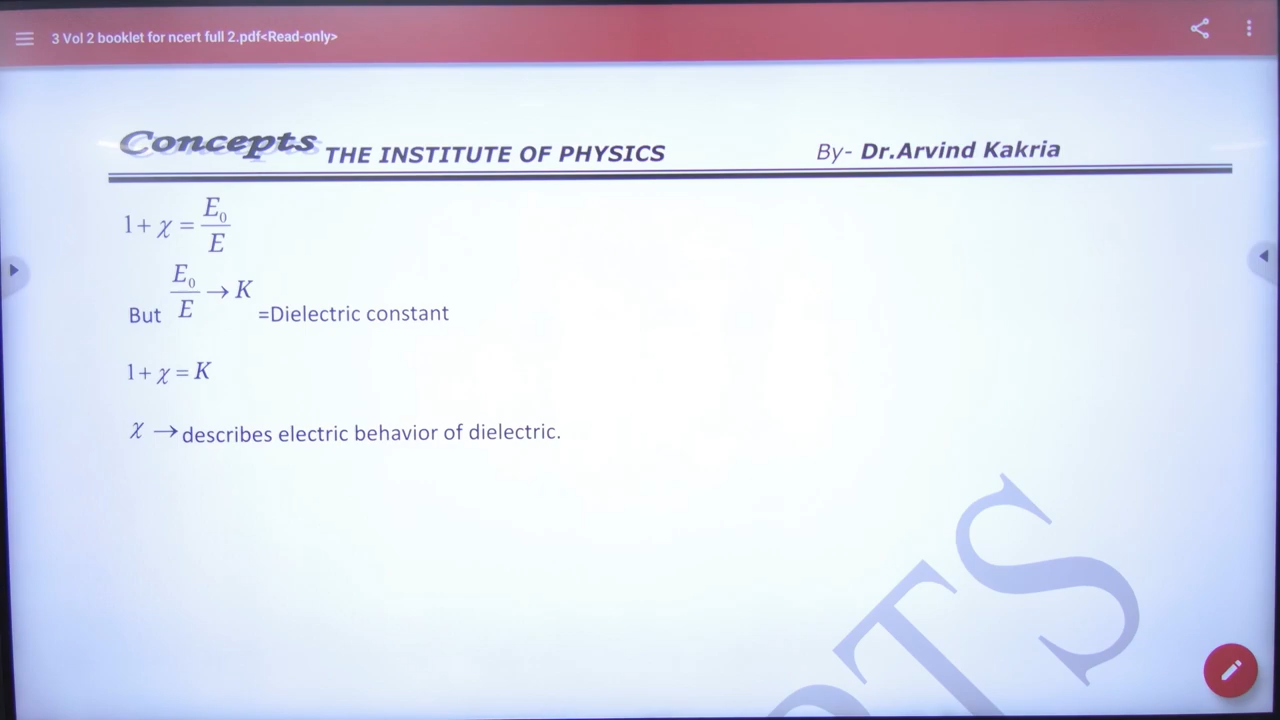 3 Vol 2 booklet for ncert full 2.pdf<Read-only>
Concepts THE INSTITUTE OF PHYSICS By- Dr.Arvind Kakria
1 + χ = E₀/E
But E₀/E → K =Dielectric constant
1 + χ = K
χ → describes electric behavior of dielectric.
PTS